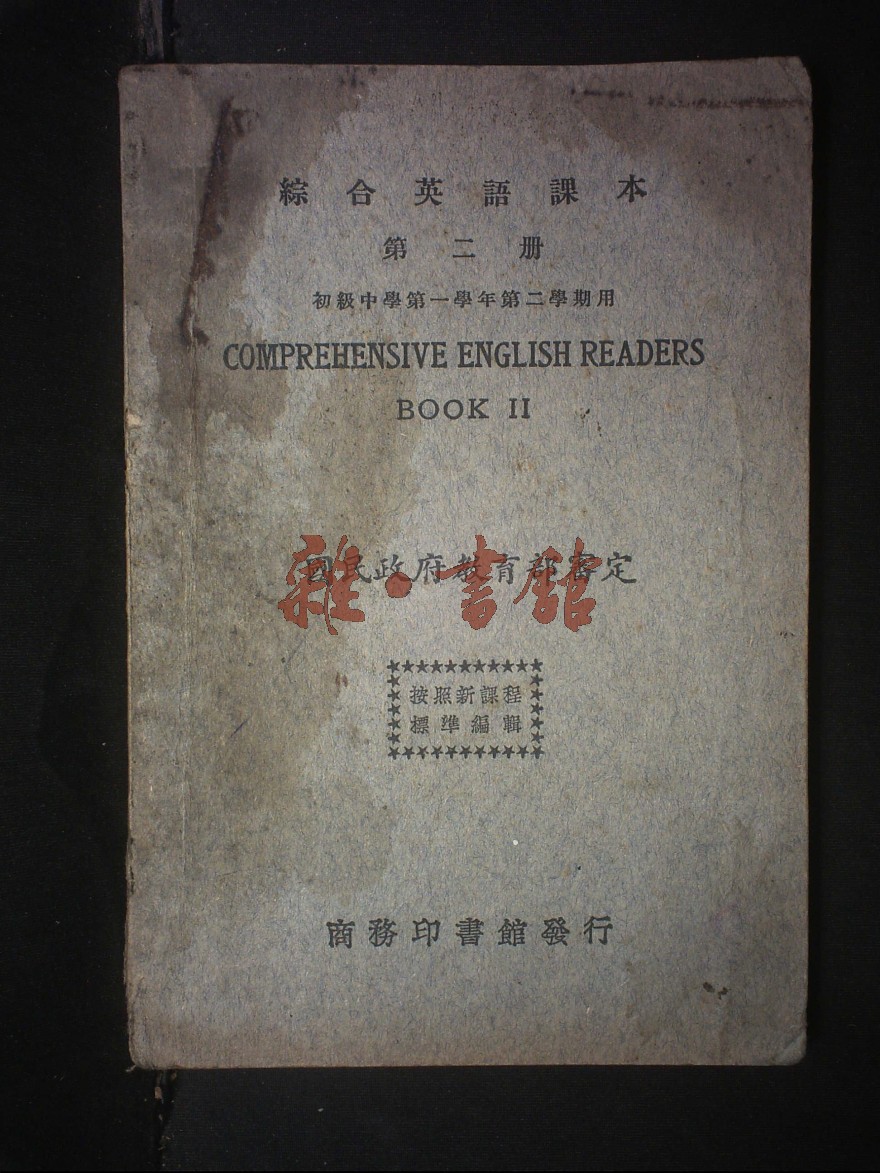 綜合英語課本
第二册
初級中學第一學年第二學期用
COMPREHENSIVE ENGLISH READERS
BOOK II
國民政府教育部審定
雜·書館
按照新課程
標準編輯
商務印書館發行